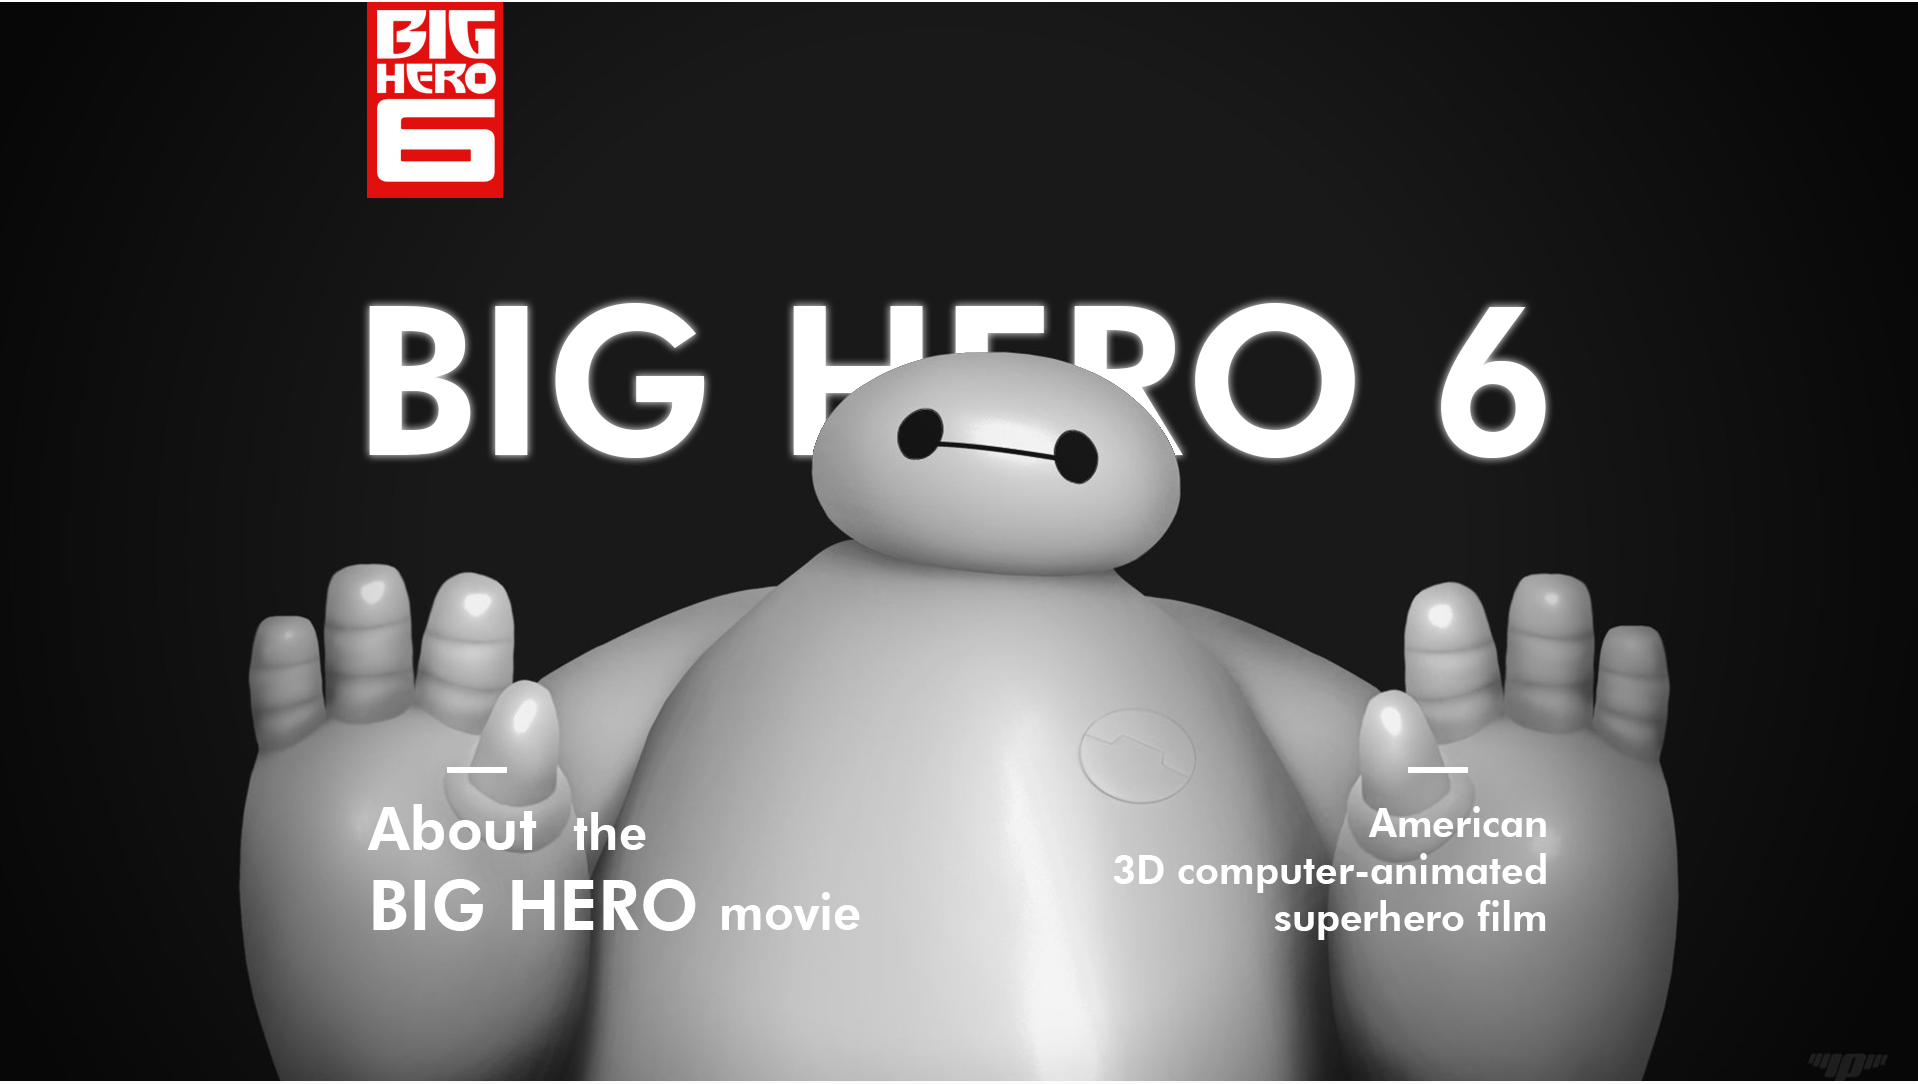 BIG
HERO
6
BIG HERO 6
About the
BIG HERO movie
American
3D computer-animated
superhero film